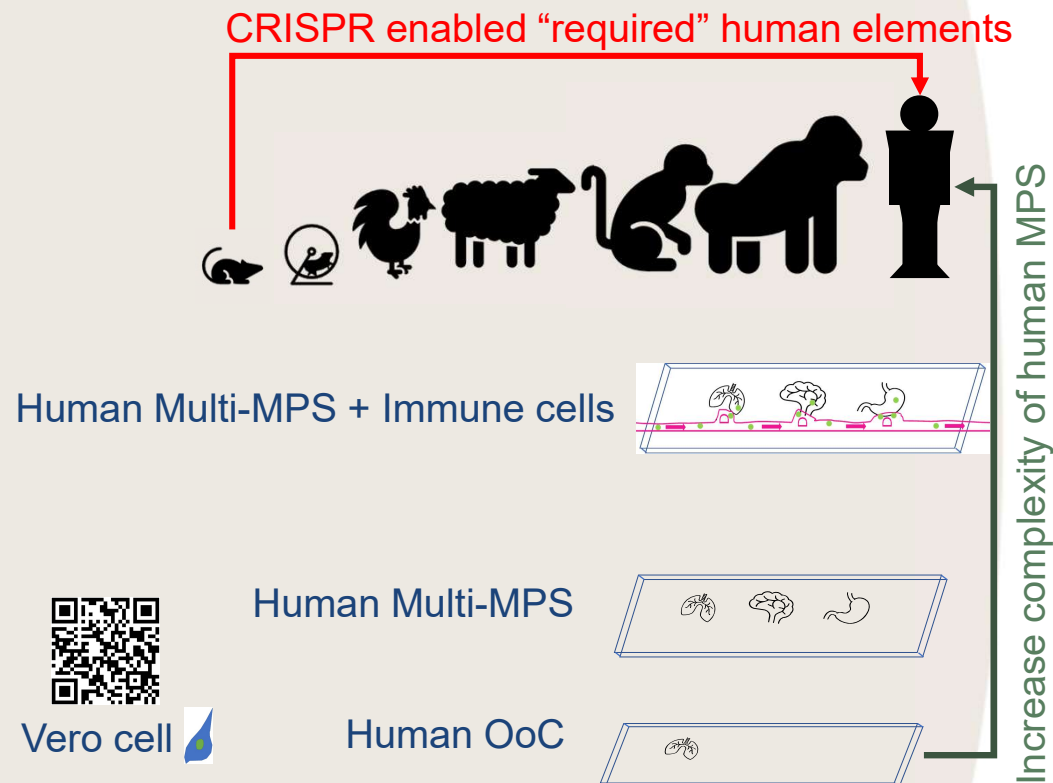 CRISPR enabled “required” human elements
Increase complexity of human MPS
Human Multi-MPS + Immune cells
Human Multi-MPS
Vero cell
Human OoC